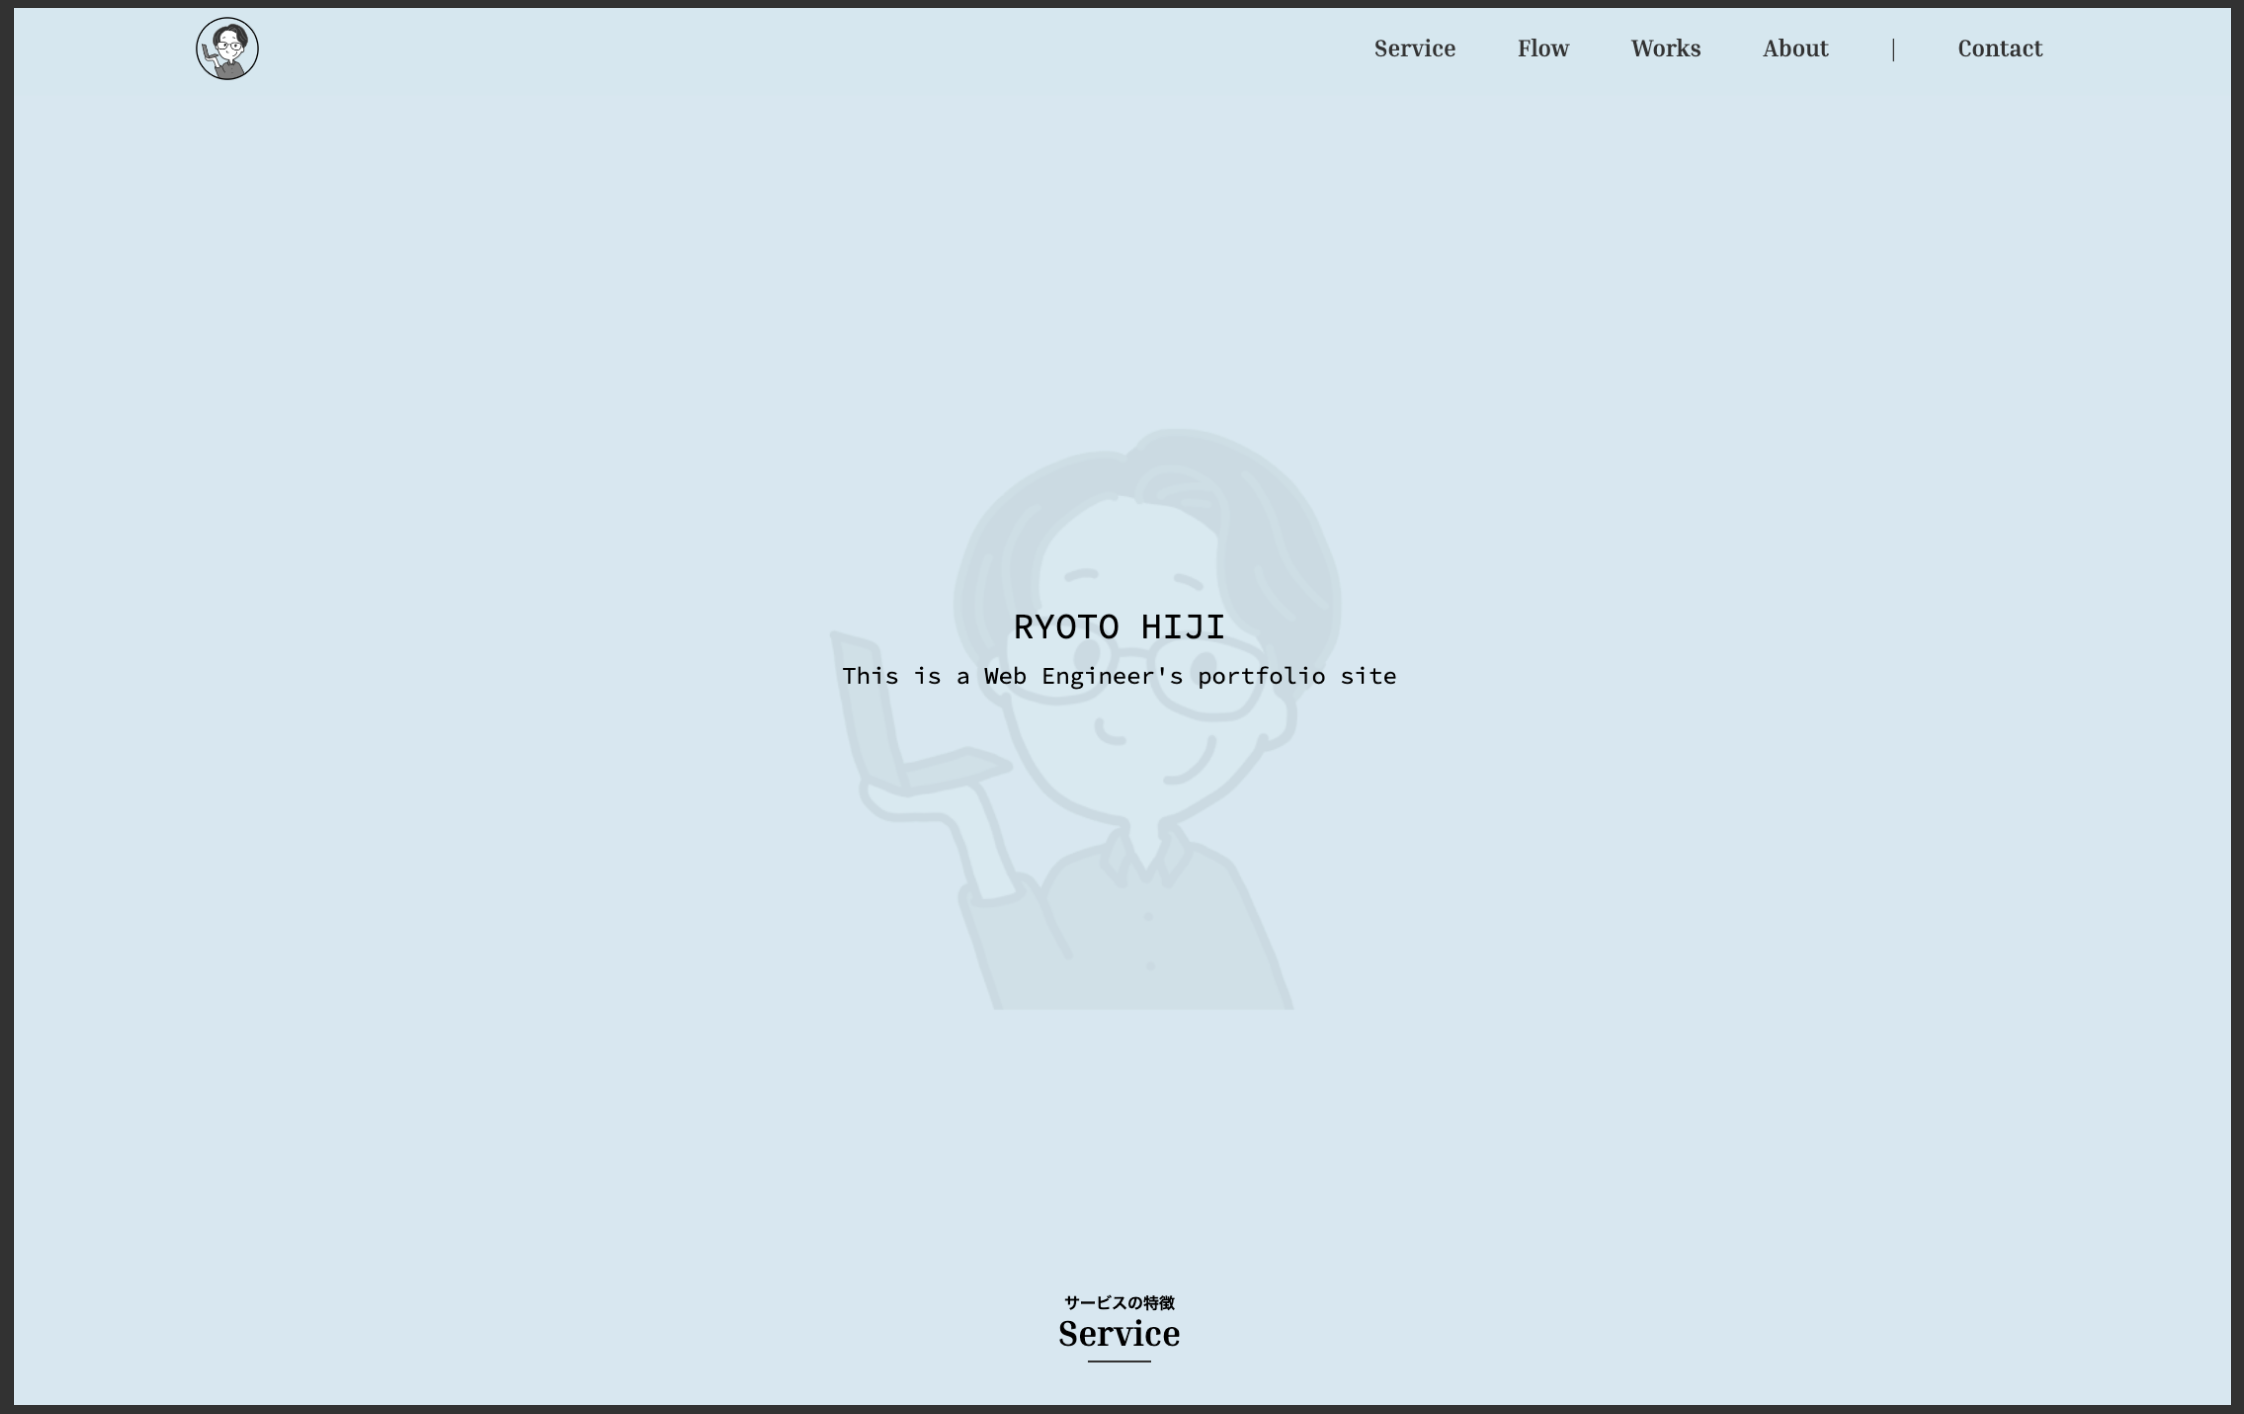 Service Flow Works About | Contact
RYOTO HIJI
This is a Web Engineer's portfolio site
サービスの特徴
Service